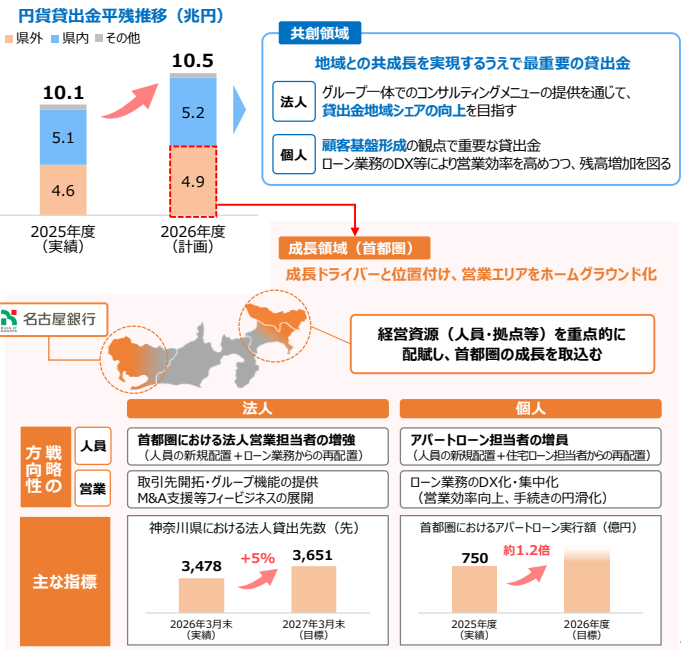 円貨貸出金平残推移（兆円）
■県外 ■県内 ■その他
10.1
5.1
4.6
2025年度
（実績）
10.5
5.2
4.9
2026年度
（計画）
共創領域
地域との共成長を実現するうえで最重要の貸出金
法人
グループ一体でのコンサルティングメニューの提供を通じて、
貸出金地域シェアの向上を目指す
個人
顧客基盤形成の観点で重要な貸出金
ローン業務のDX等により営業効率を高めつつ、残高増加を図る
成長領域（首都圏）
成長ドライバーと位置付け、営業エリアをホームグラウンド化
名古屋銀行
経営資源（人員・拠点等）を重点的に
配賦し、首都圏の成長を取込む
法人
個人
戦略の
方向性
人員
首都圏における法人営業担当者の増強
（人員の新規配置＋ローン業務からの再配置）
アパートローン担当者の増員
（人員の新規配置＋住宅ローン担当者からの再配置）
営業
取引先開拓・グループ機能の提供
M&A支援等フィービジネスの展開
ローン業務のDX化・集中化
（営業効率向上、手続きの円滑化）
主な指標
神奈川県における法人貸出先数（先）
3,478
+5%
3,651
2026年3月末
（実績）
2027年3月末
（目標）
首都圏におけるアパートローン実行額（億円）
750
約1.2倍
2025年度
（実績）
2026年度
（目標）